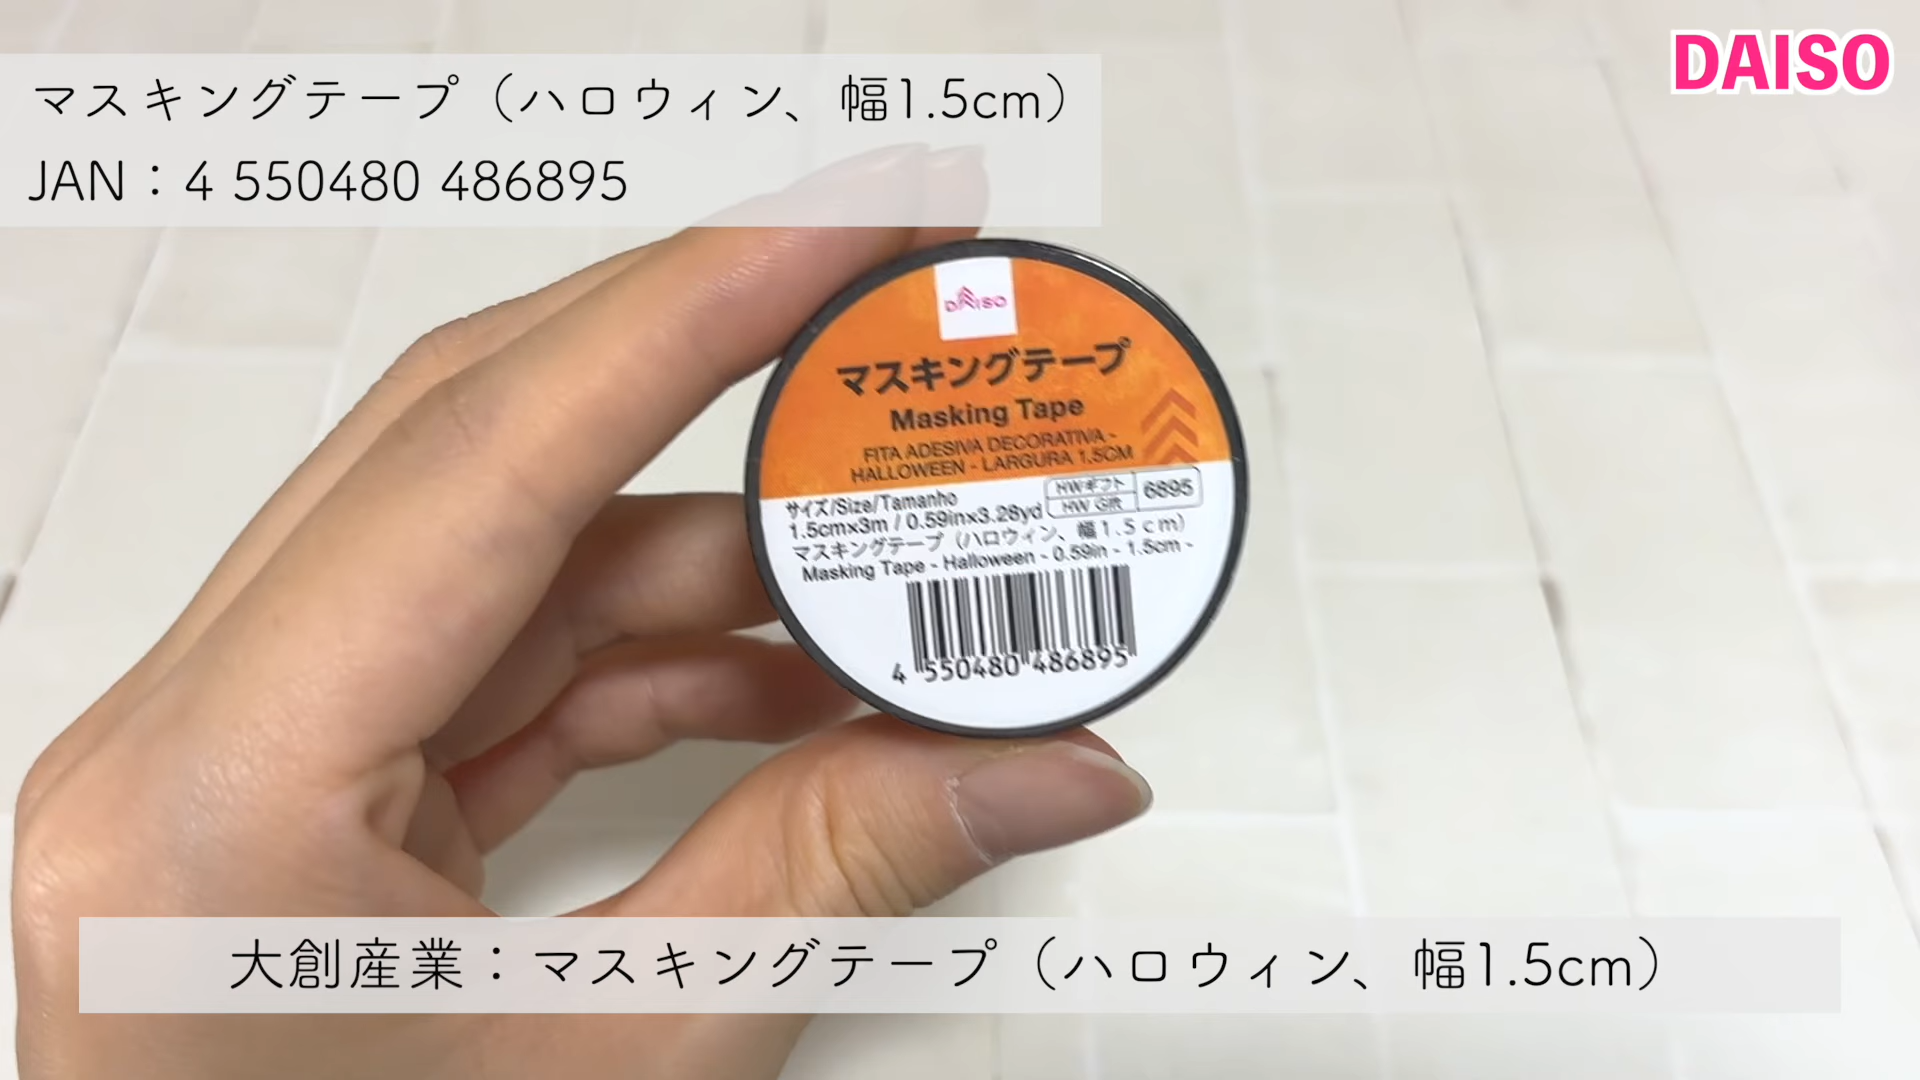 DAISO
マスキングテープ（ハロウィン、幅1.5cm）
JAN：4 550480 486895
DAISO
マスキングテープ
Masking Tape
FITA ADESIVA DECORATIVA -
HALLOWEEN - LARGURA 1.5CM
HWギフト
HW Gift
6895
サイズ/Size/Tamanho
1.5cm×3m / 0.59in×3.28yd
マスキングテープ（ハロウィン、幅1.5cm）
Masking Tape - Halloween - 0.59in - 1.5cm -
4 550480 486895
大創産業：マスキングテープ（ハロウィン、幅1.5cm）